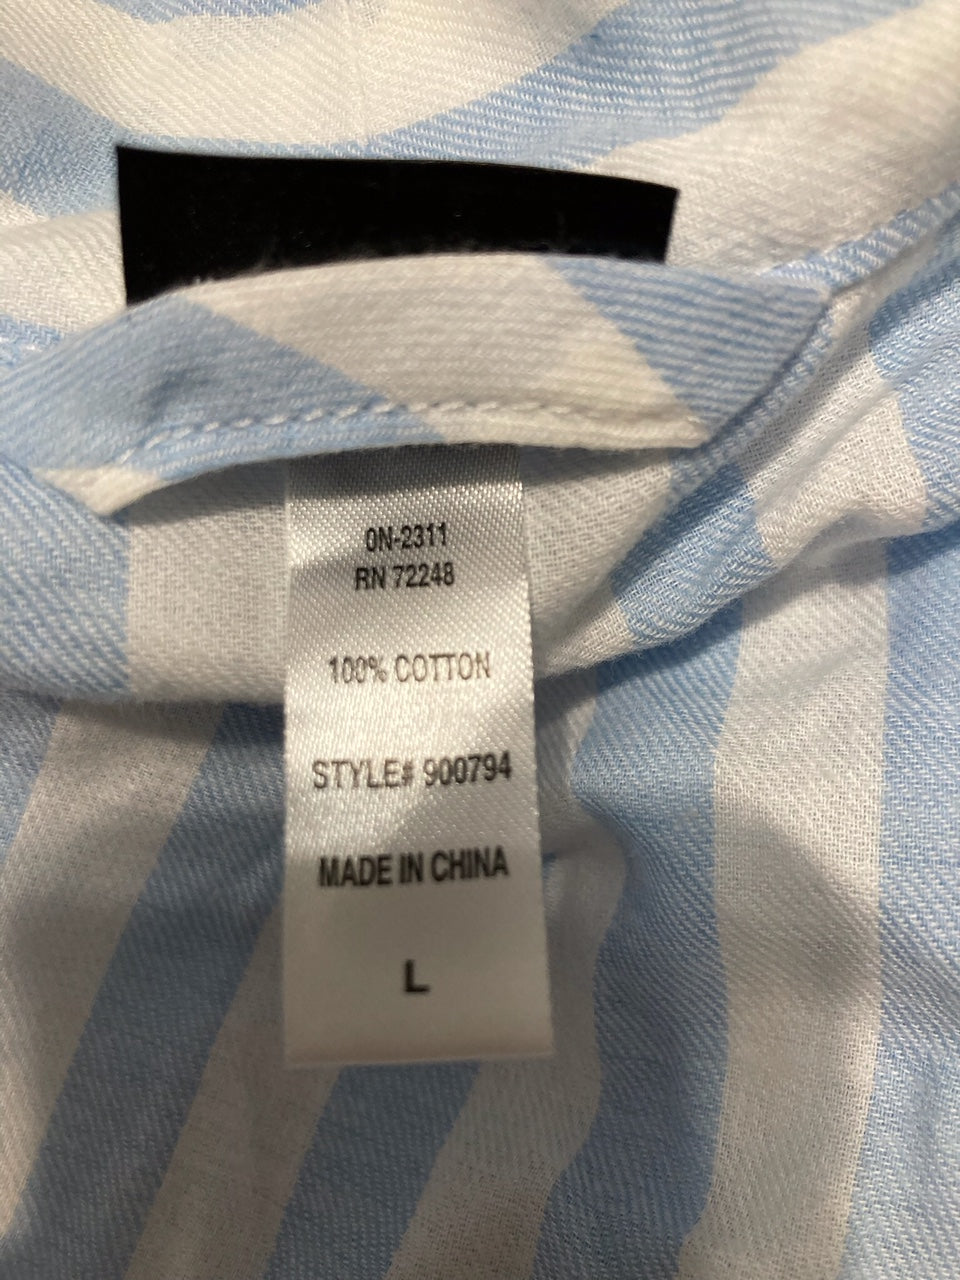 0N-2311
RN 72248
100% COTTON
STYLE# 900794
MADE IN CHINA
L